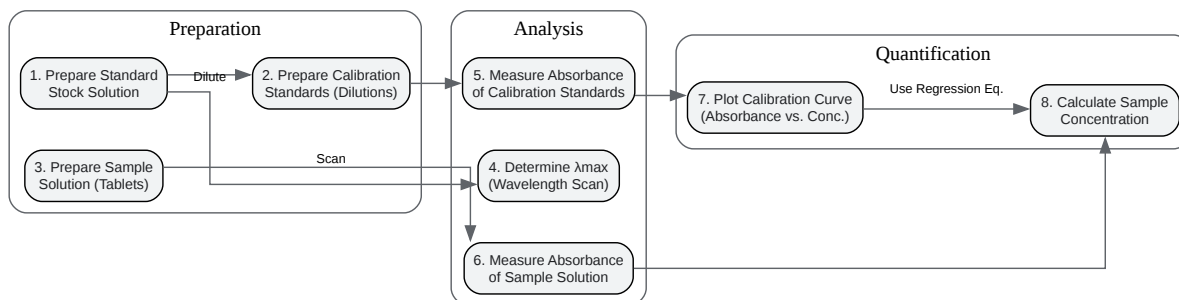 Preparation
1. Prepare Standard
Stock Solution
Dilute
2. Prepare Calibration
Standards (Dilutions)
3. Prepare Sample
Solution (Tablets)
Scan
Analysis
5. Measure Absorbance
of Calibration Standards
4. Determine λmax
(Wavelength Scan)
6. Measure Absorbance
of Sample Solution
Quantification
7. Plot Calibration Curve
(Absorbance vs. Conc.)
Use Regression Eq.
8. Calculate Sample
Concentration